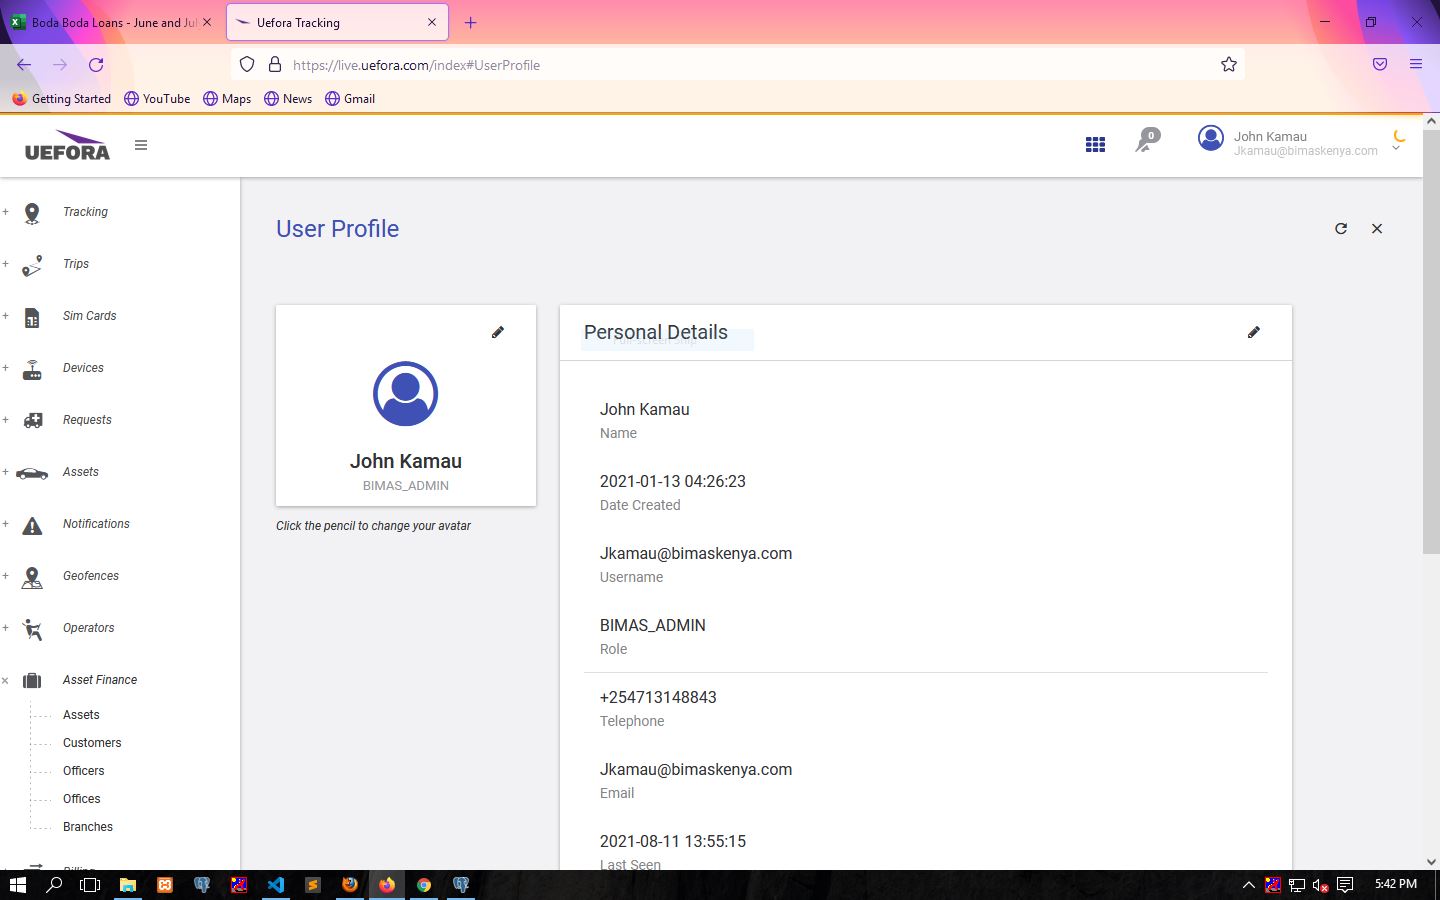 Boda Boda Loans - June and Jul
Uefora Tracking
https://live.uefora.com/index#UserProfile
Getting Started YouTube Maps News Gmail
UEFORA
0
John Kamau
Jkamau@bimaskenya.com
Tracking
Trips
Sim Cards
Devices
Requests
Assets
Notifications
Geofences
Operators
Asset Finance
Assets
Customers
Officers
Offices
Branches
Billing
User Profile
John Kamau
BIMAS_ADMIN
Click the pencil to change your avatar
Personal Details
John Kamau
Name
2021-01-13 04:26:23
Date Created
Jkamau@bimaskenya.com
Username
BIMAS_ADMIN
Role
+254713148843
Telephone
Jkamau@bimaskenya.com
Email
2021-08-11 13:55:15
Last Seen
5:42 PM